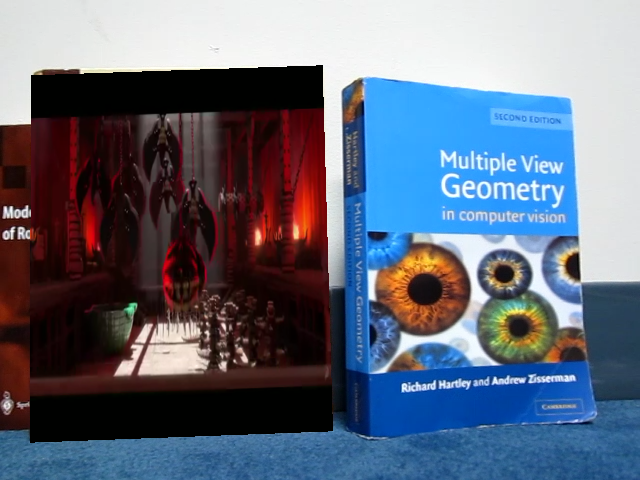 Mode
of Ro
Hartley and
Zisserman
Multiple View Geometry
SECOND EDITION
Multiple View
Geometry
in computer vision
Richard Hartley and Andrew Zisserman
CAMBRIDGE